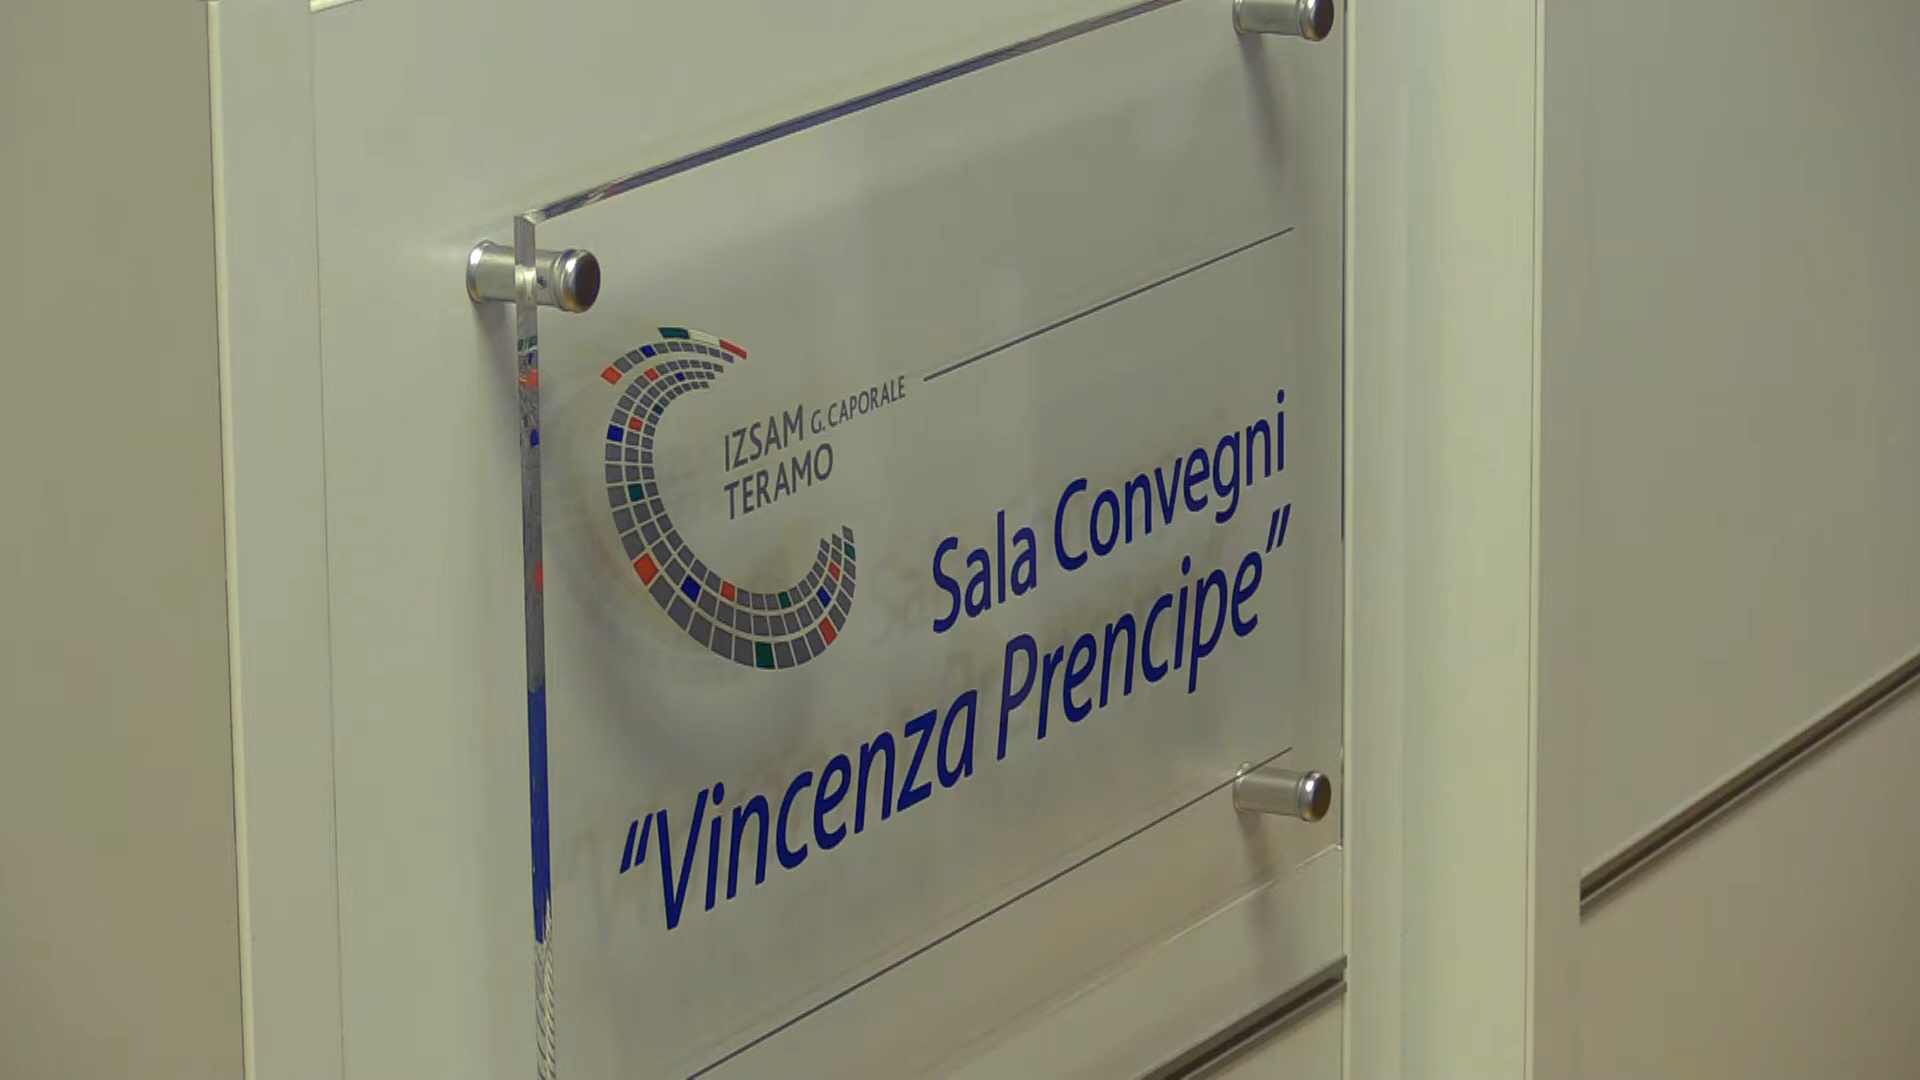 IZSAM G. CAPORALE
TERAMO
Sala Convegni
“Vincenza Prencipe”